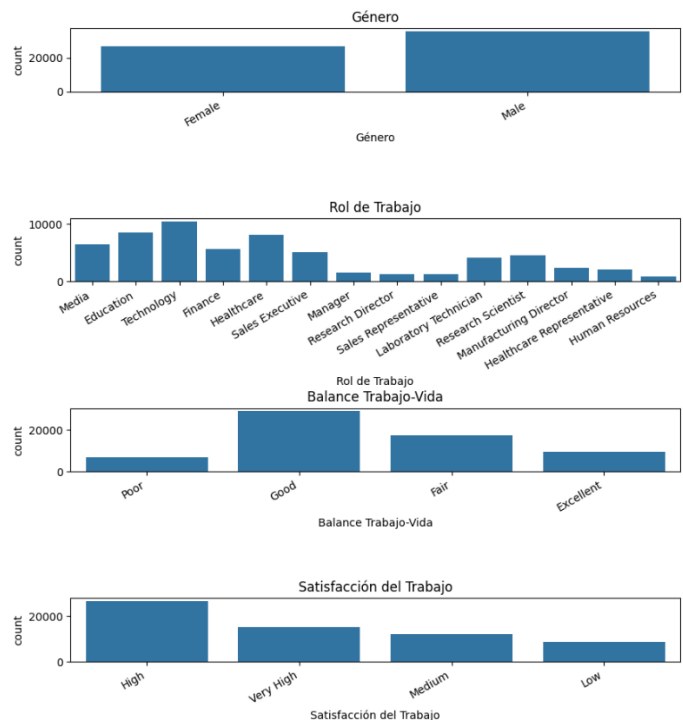 Género
count
20000
0
Female
Male
Género
Rol de Trabajo
count
10000
0
Media
Education
Technology
Finance
Healthcare
Sales Executive
Manager
Research Director
Sales Representative
Laboratory Technician
Research Scientist
Manufacturing Director
Healthcare Representative
Human Resources
Rol de Trabajo
Balance Trabajo-Vida
count
20000
0
Poor
Good
Fair
Excellent
Balance Trabajo-Vida
Satisfacción del Trabajo
count
20000
0
High
Very High
Medium
Low
Satisfacción del Trabajo